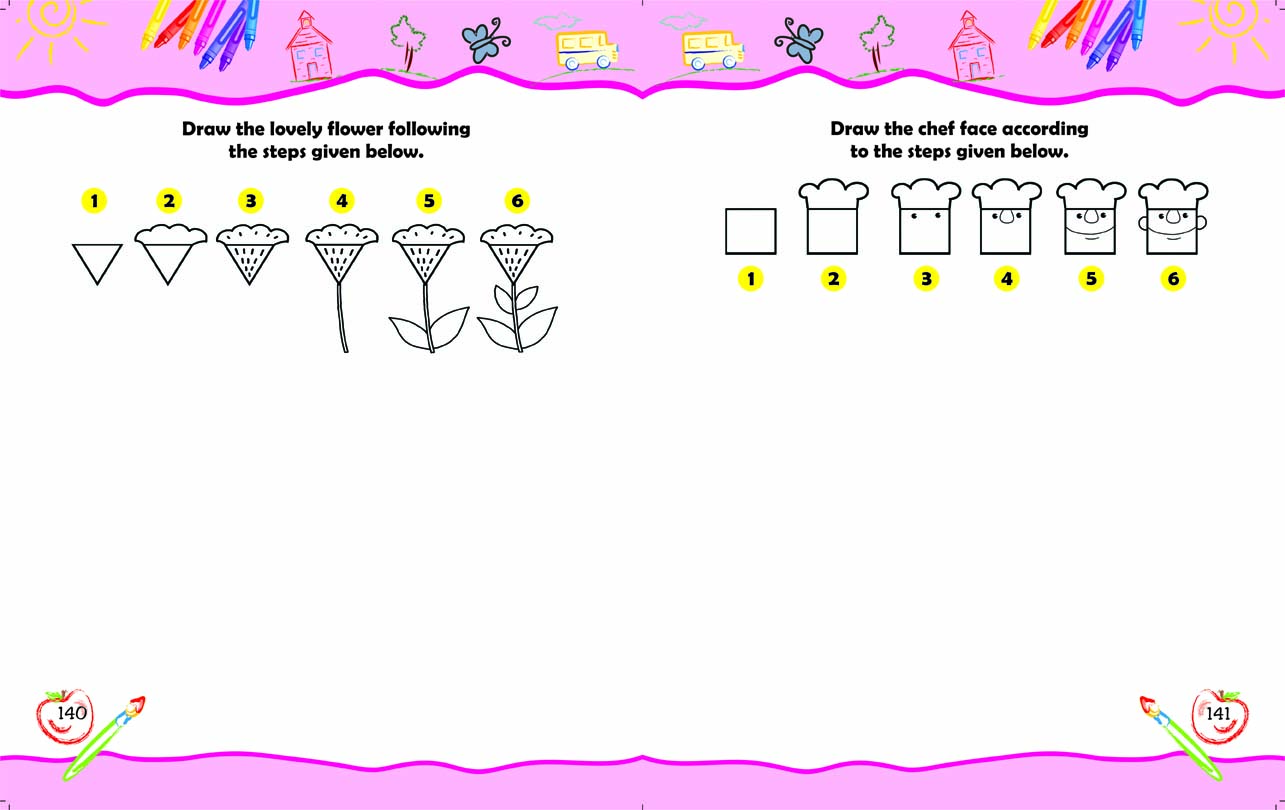 Draw the lovely flower following
the steps given below.
1 2 3 4 5 6
140
Draw the chef face according
to the steps given below.
1 2 3 4 5 6
141